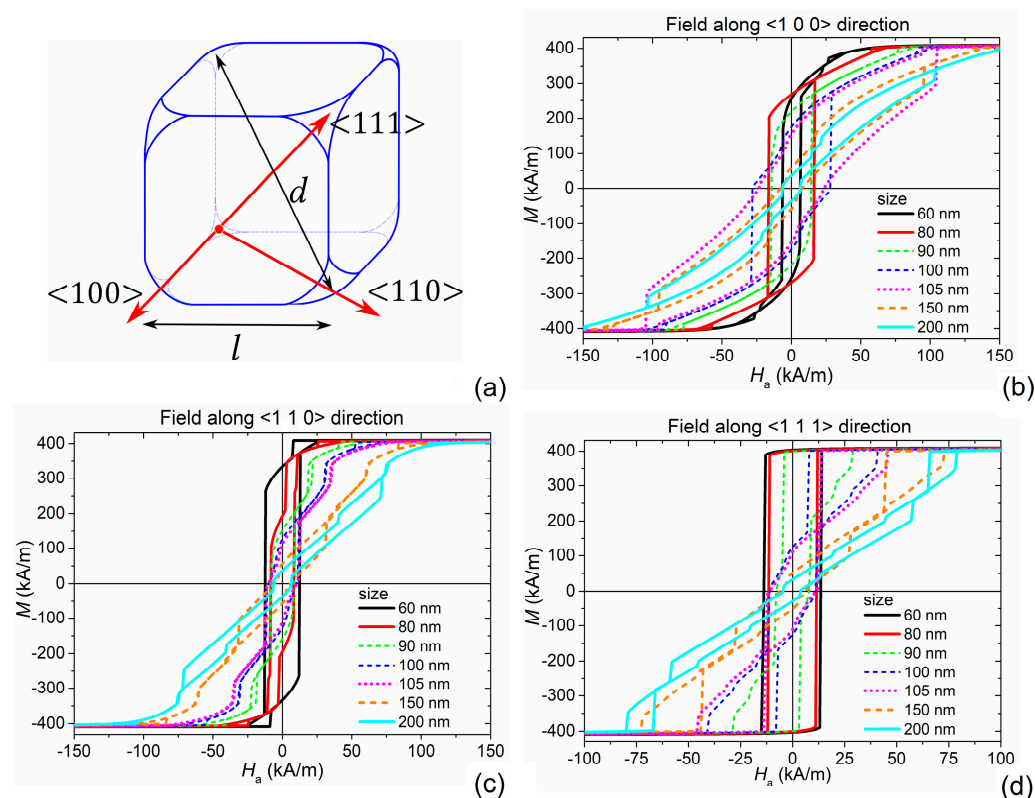 <111>
d
<100>
<110>
l
(a)
Field along <1 0 0> direction
M (kA/m)
400
300
200
100
0
-100
-200
-300
-400
size
60 nm
80 nm
90 nm
100 nm
105 nm
150 nm
200 nm
-150 -100 -50 0 50 100 150
Ha (kA/m)
(b)
Field along <1 1 0> direction
M (kA/m)
400
300
200
100
0
-100
-200
-300
-400
size
60 nm
80 nm
90 nm
100 nm
105 nm
150 nm
200 nm
-150 -100 -50 0 50 100 150
Ha (kA/m)
(c)
Field along <1 1 1> direction
M (kA/m)
400
300
200
100
0
-100
-200
-300
-400
size
60 nm
80 nm
90 nm
100 nm
105 nm
150 nm
200 nm
-100 -75 -50 -25 0 25 50 75 100
Ha (kA/m)
(d)